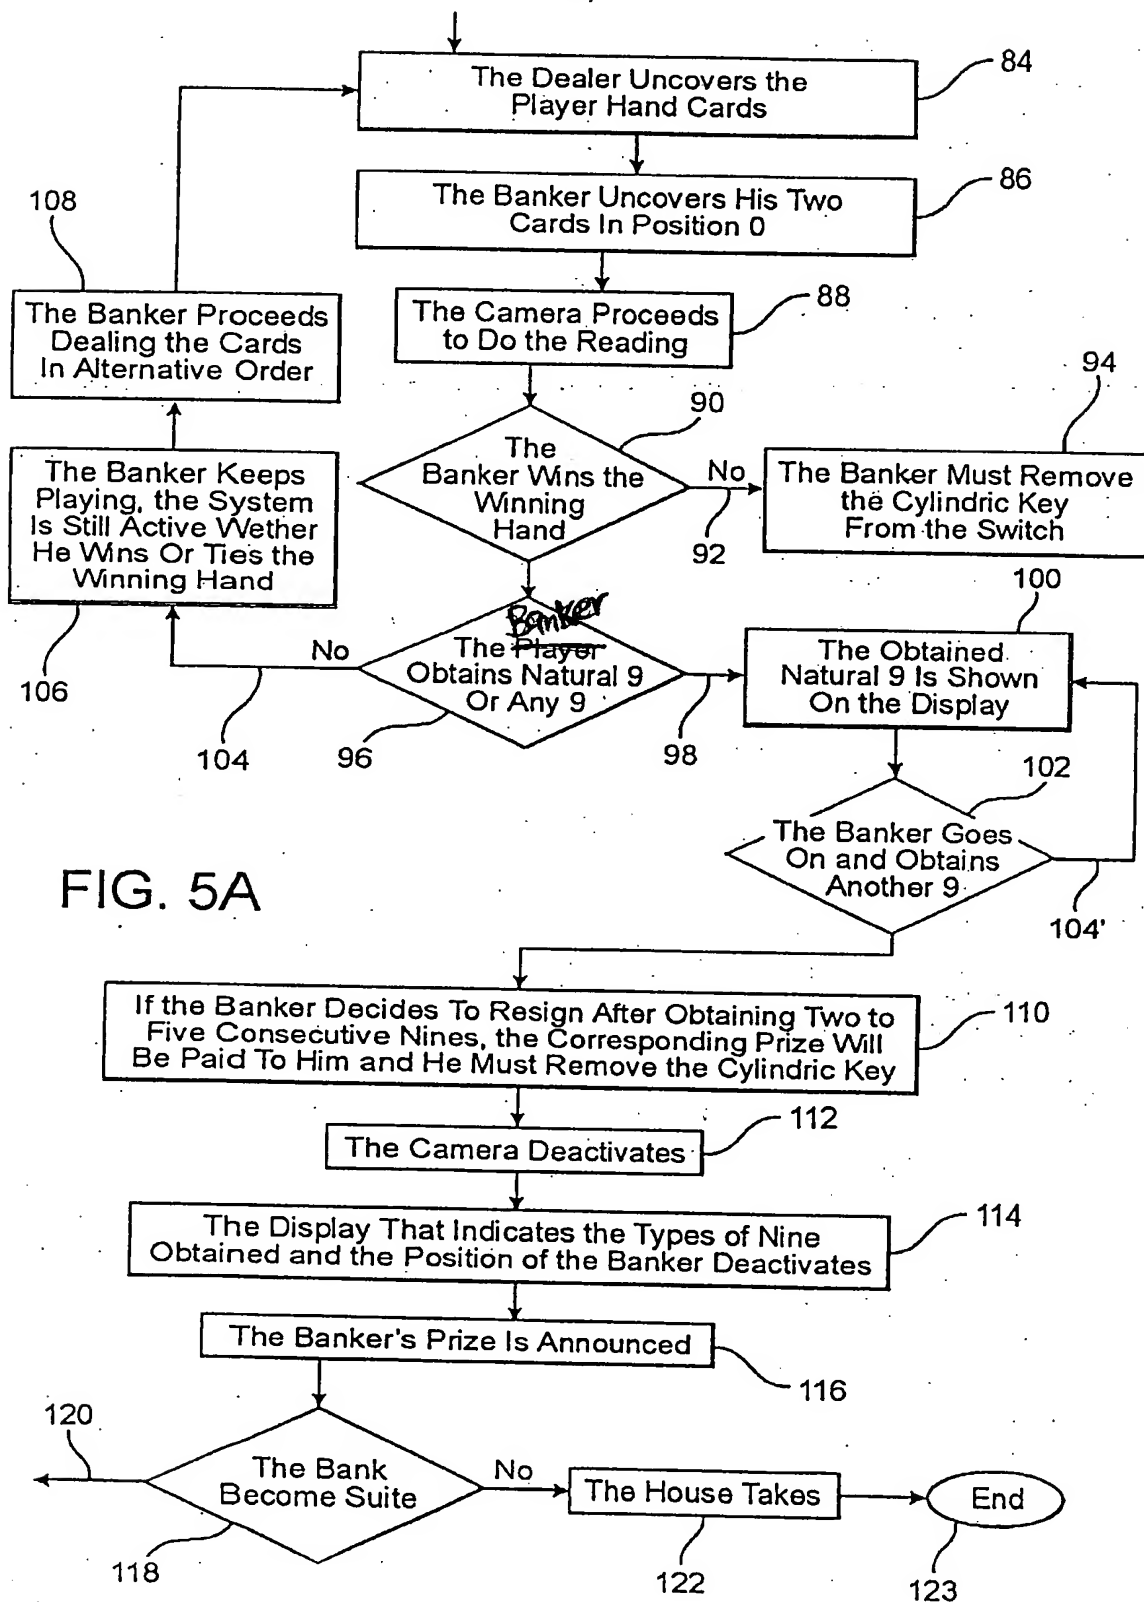 The Dealer Uncovers the
Player Hand Cards
84
The Banker Uncovers His Two
Cards In Position 0
86
108
The Banker Proceeds
Dealing the Cards
In Alternative Order
The Camera Proceeds
to Do the Reading
88
90
The
Banker Wins the
Winning
Hand
No
92
94
The Banker Must Remove
the Cylindric Key
From the Switch
The Banker Keeps
Playing, the System
Is Still Active Wether
He Wins Or Ties the
Winning Hand
106
No
104
Banker
The Player
Obtains Natural 9
Or Any 9
96
98
100
The Obtained
Natural 9 Is Shown
On the Display
102
The Banker Goes
On and Obtains
Another 9
104'
FIG. 5A
If the Banker Decides To Resign After Obtaining Two to
Five Consecutive Nines, the Corresponding Prize Will
Be Paid To Him and He Must Remove the Cylindric Key
110
The Camera Deactivates
112
The Display That Indicates the Types of Nine
Obtained and the Position of the Banker Deactivates
114
The Banker's Prize Is Announced
116
120
The Bank
Become Suite
118
No
The House Takes
122
End
123